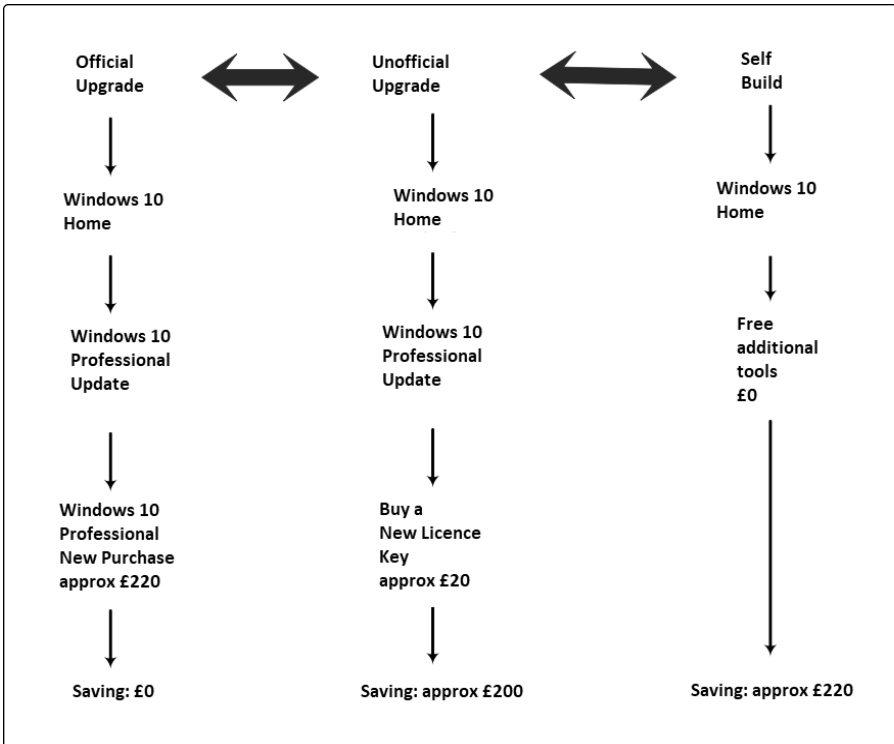 Official
Upgrade
Windows 10
Home
Windows 10
Professional
Update
Windows 10
Professional
New Purchase
approx £220
Saving: £0
Unofficial
Upgrade
Windows 10
Home
Windows 10
Professional
Update
Buy a
New Licence
Key
approx £20
Saving: approx £200
Self
Build
Windows 10
Home
Free
additional
tools
£0
Saving: approx £220